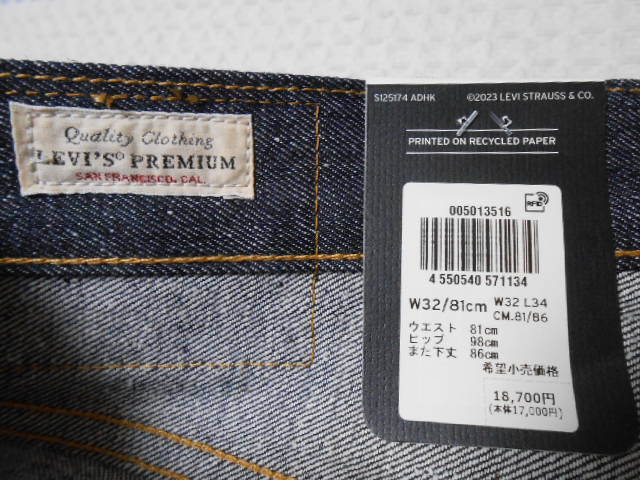 Quality Clothing
LEVI'S® PREMIUM
SAN FRANCISCO, CAL.
S125174 ADHK ©2023 LEVI STRAUSS & CO.
PRINTED ON RECYCLED PAPER
RFID
005013516
4 550540 571134
W32/81cm W32 L34
CM.81/86
ウエスト 81cm
ヒップ 98cm
また下丈 86cm
希望小売価格
18,700円
(本体17,000円)